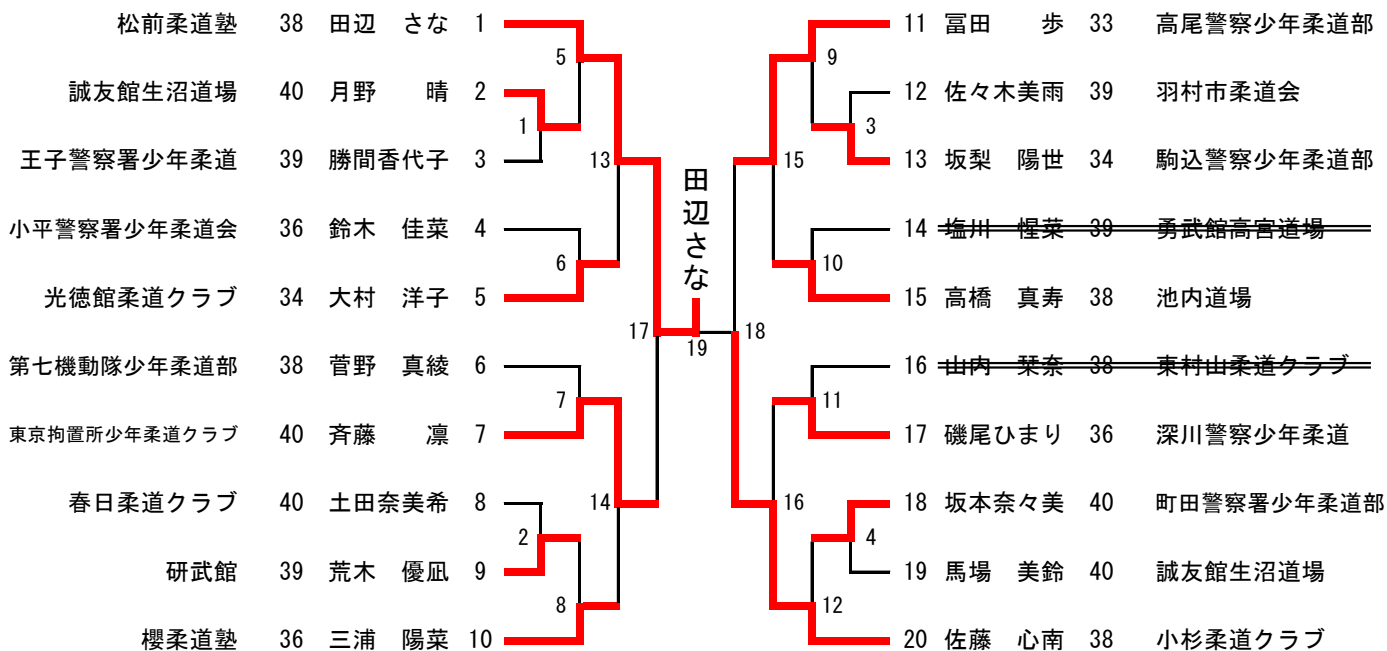 松前柔道塾 38 田辺 さな 1
誠友館生沼道場 40 月野 晴 2
王子警察署少年柔道 39 勝間香代子 3
小平警察署少年柔道会 36 鈴木 佳菜 4
光徳館柔道クラブ 34 大村 洋子 5
第七機動隊少年柔道部 38 菅野 真綾 6
東京拘置所少年柔道クラブ 40 斉藤 凛 7
春日柔道クラブ 40 土田奈美希 8
研武館 39 荒木 優凪 9
櫻柔道塾 36 三浦 陽菜 10
5
1
13
6
17
7
14
2
8
田辺さな
19
9
3
15
10
18
11
16
4
12
11 冨田 歩 33 高尾警察少年柔道部
12 佐々木美雨 39 羽村市柔道会
13 坂梨 陽世 34 駒込警察少年柔道部
14 塩川 惺菜 39 勇武館高宮道場
15 高橋 真寿 38 池内道場
16 山内 栞奈 38 東村山柔道クラブ
17 磯尾ひまり 36 深川警察少年柔道
18 坂本奈々美 40 町田警察署少年柔道部
19 馬場 美鈴 40 誠友館生沼道場
20 佐藤 心南 38 小杉柔道クラブ